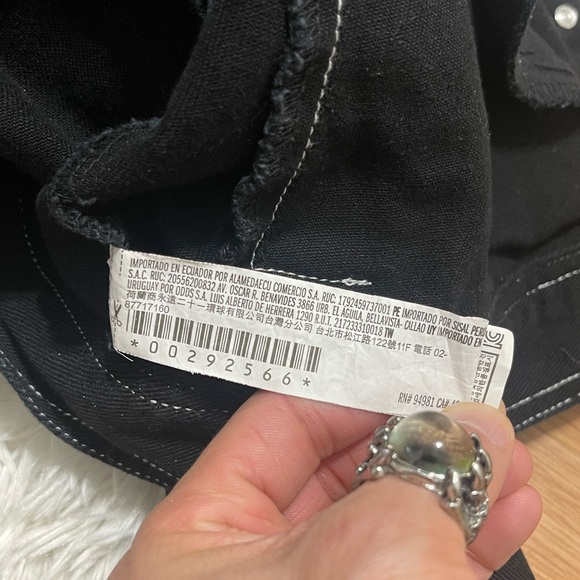 IMPORTADO EN ECUADOR POR ALAMEDAECU COMERCIO S.A. RUC: 1792459737001 PE IMPORTADO POR: SISAL PERU
S.A.C. RUC: 20556200832 AV. OSCAR R. BENAVIDES 3866 URB. EL AGUILA, BELLAVISTA- CALLAO UY IMPORTADO EN
URUGUAY POR ODDS S.A. LUIS ALBERTO DE HERRERA 1290 R.U.T. 217233310018 TW
荷蘭商永遠二十一環球有限公司台灣分公司 台北市松江路122號11F 電話 02-
87717160
*00292566*
RN# 94981 CA#